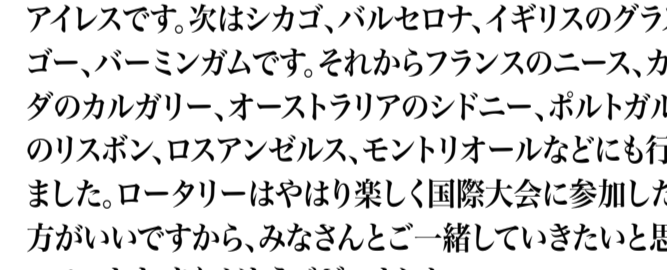 アイレスです。次はシカゴ、バルセロナ、イギリスのグラ
ゴー、バーミンガムです。それからフランスのニース、カ
ダのカルガリー、オーストラリアのシドニー、ポルトガル
のリスボン、ロスアンゼルス、モントリオールなどにも行
ました。ロータリーはやはり楽しく国際大会に参加した
方がいいですから、みなさんとご一緒していきたいと思